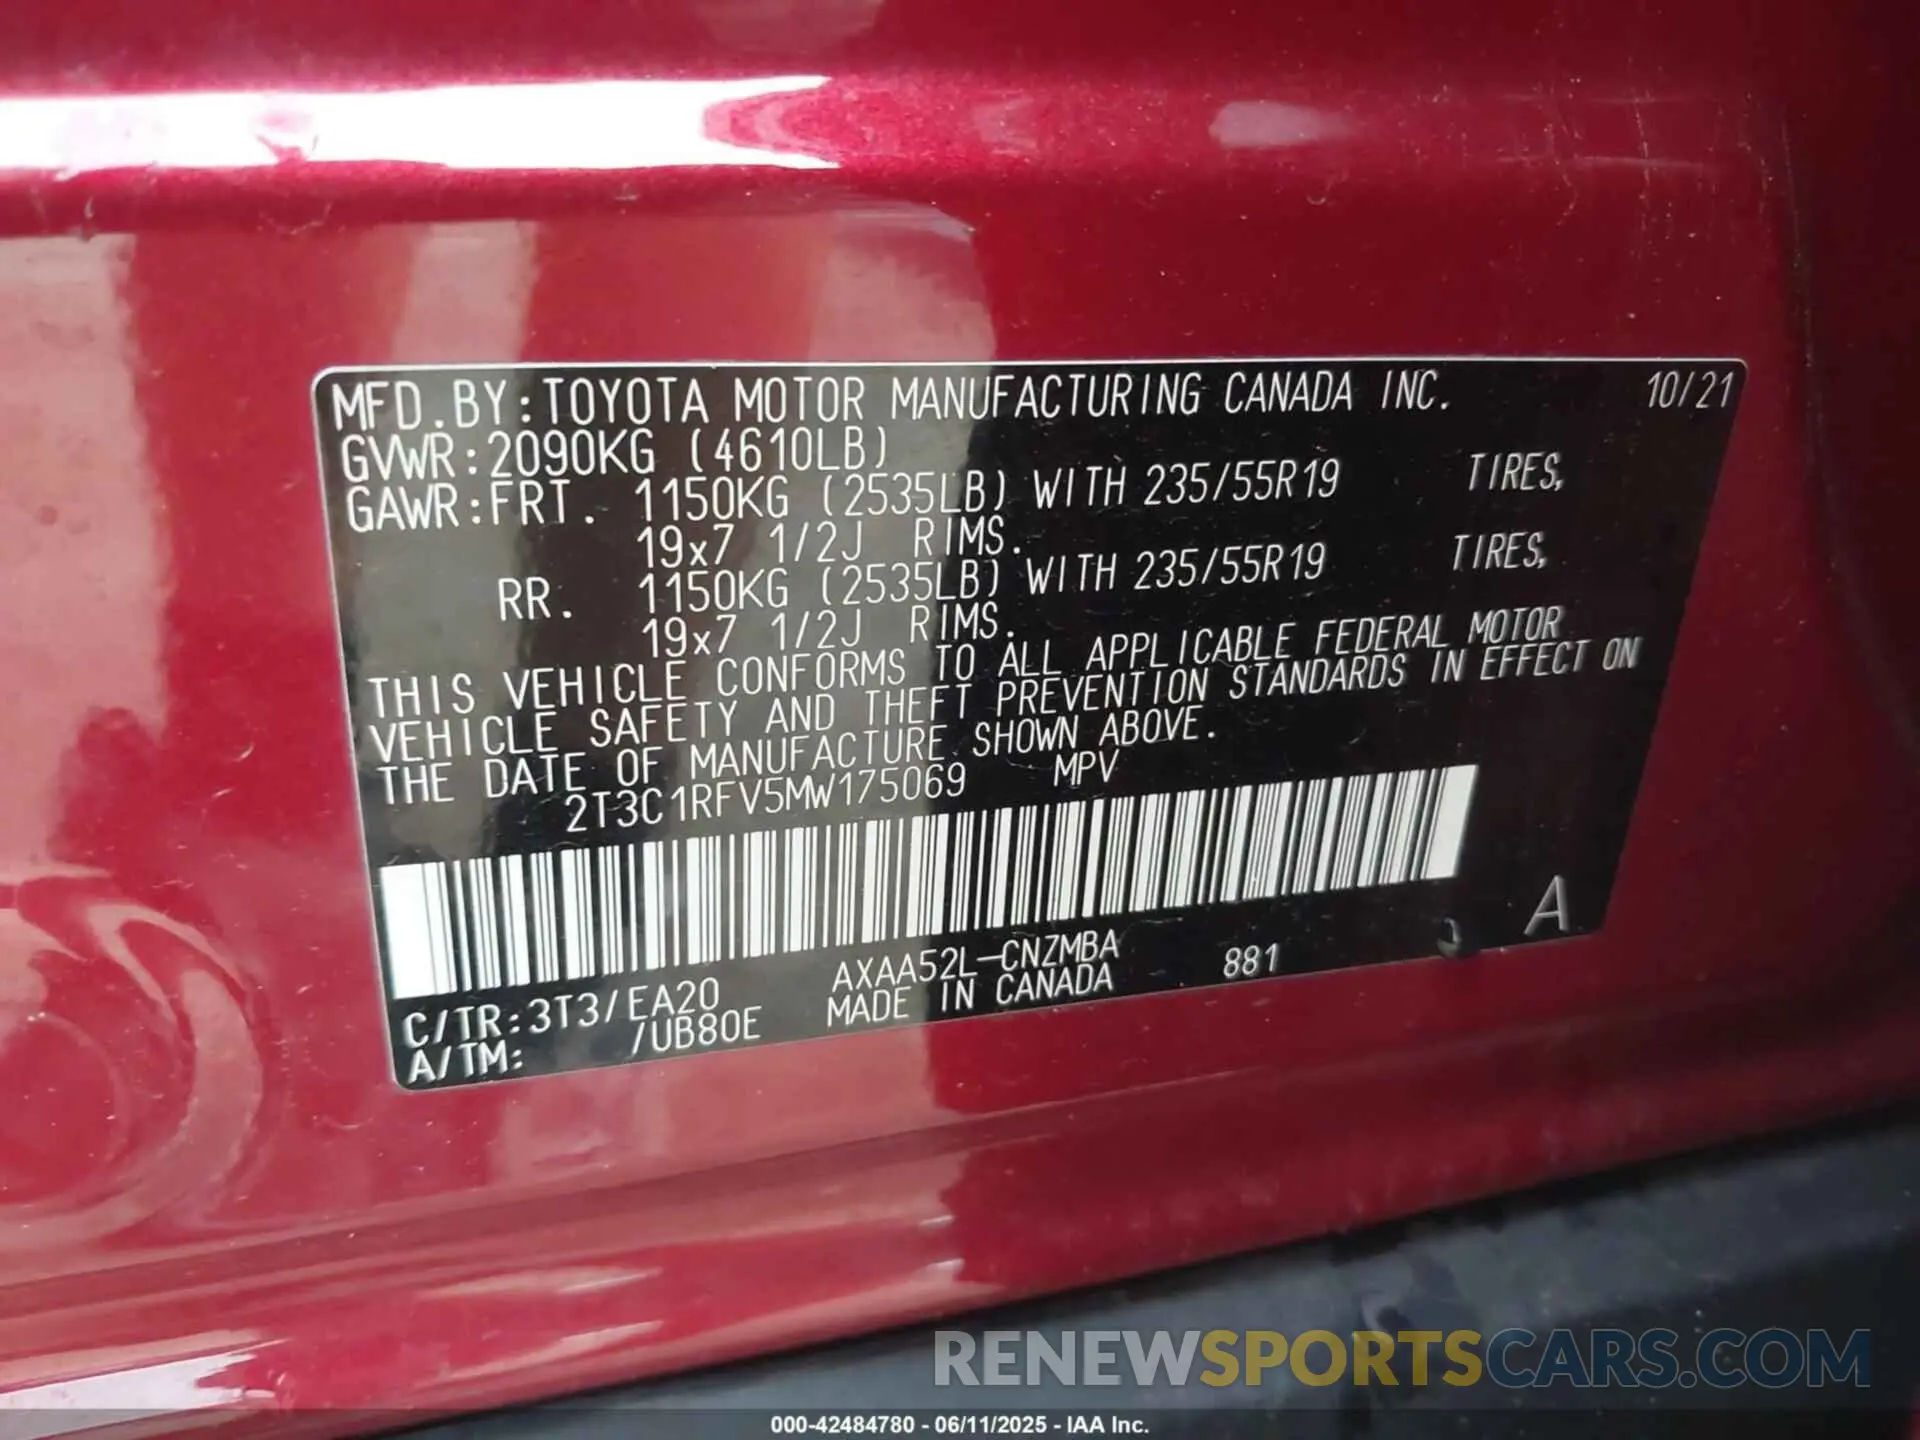 MFD.BY:TOYOTA MOTOR MANUFACTURING CANADA INC. 10/21
GVWR:2090KG (4610LB)
GAWR:FRT. 1150KG (2535LB) WITH 235/55R19 TIRES,
19x7 1/2J RIMS.
RR. 1150KG (2535LB) WITH 235/55R19 TIRES,
19x7 1/2J RIMS.
THIS VEHICLE CONFORMS TO ALL APPLICABLE FEDERAL MOTOR
VEHICLE SAFETY AND THEFT PREVENTION STANDARDS IN EFFECT ON
THE DATE OF MANUFACTURE SHOWN ABOVE.
2T3C1RFV5MW175069 MPV
A
C/TR:3T3/EA20 AXAA52L-CNZMBA 881
A/TM: /UB80E MADE IN CANADA
RENEWSPORTSCARS.COM
000-42484780 - 06/11/2025 - IAA Inc.